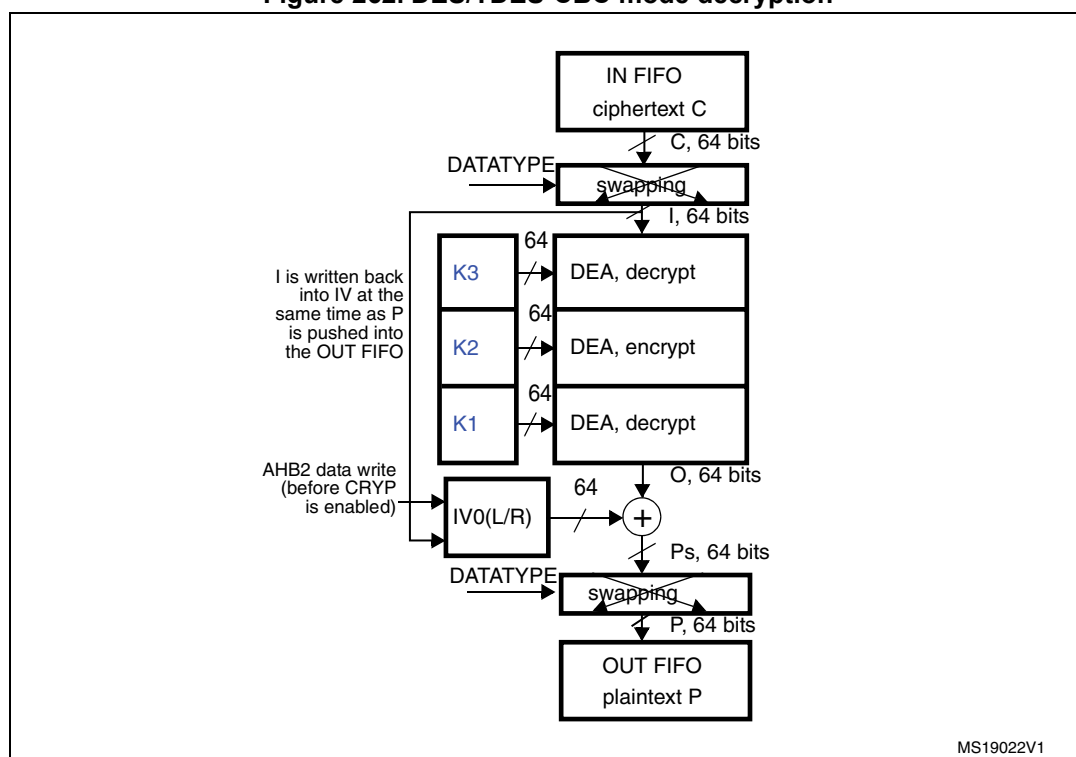 IN FIFO
ciphertext C
C, 64 bits
DATATYPE
swapping
I, 64 bits
I is written back
into IV at the
same time as P
is pushed into
the OUT FIFO
K3
64
DEA, decrypt
K2
64
DEA, encrypt
K1
64
DEA, decrypt
O, 64 bits
AHB2 data write
(before CRYP
is enabled)
IV0(L/R)
64
+
Ps, 64 bits
DATATYPE
swapping
P, 64 bits
OUT FIFO
plaintext P
MS19022V1